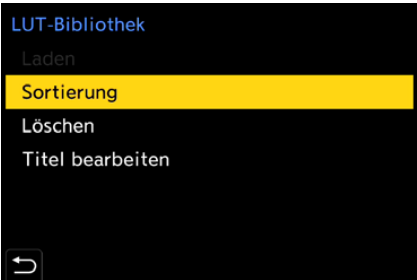 LUT-Bibliothek
Laden
Sortierung
Löschen
Titel bearbeiten